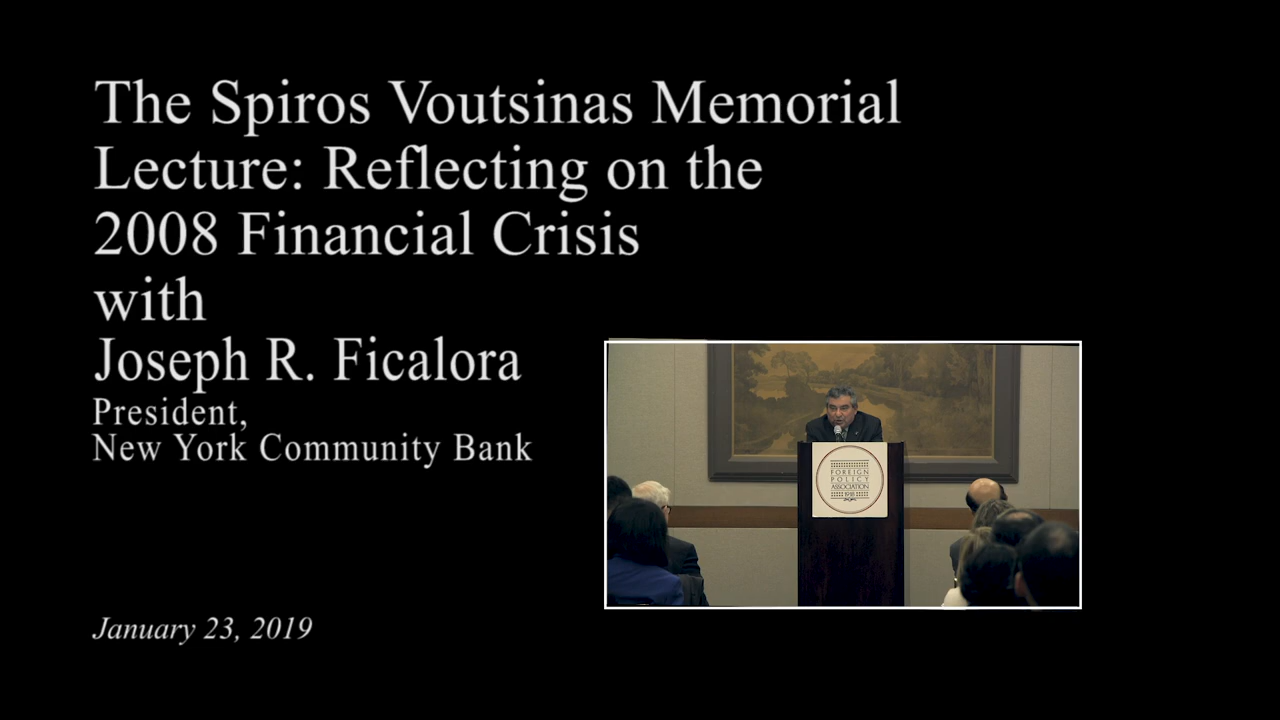 The Spiros Voutsinas Memorial
Lecture: Reflecting on the
2008 Financial Crisis
with
Joseph R. Ficalora
President,
New York Community Bank
FOREIGN
POLICY
ASSOCIATION
1918
January 23, 2019